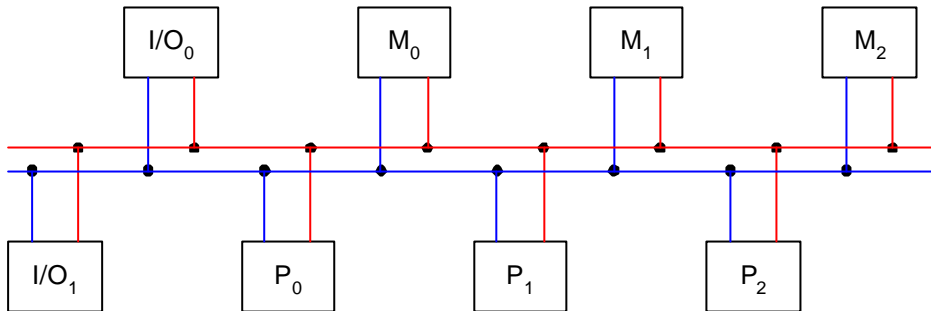 I/O₀ M₀ M₁ M₂
I/O₁ P₀ P₁ P₂